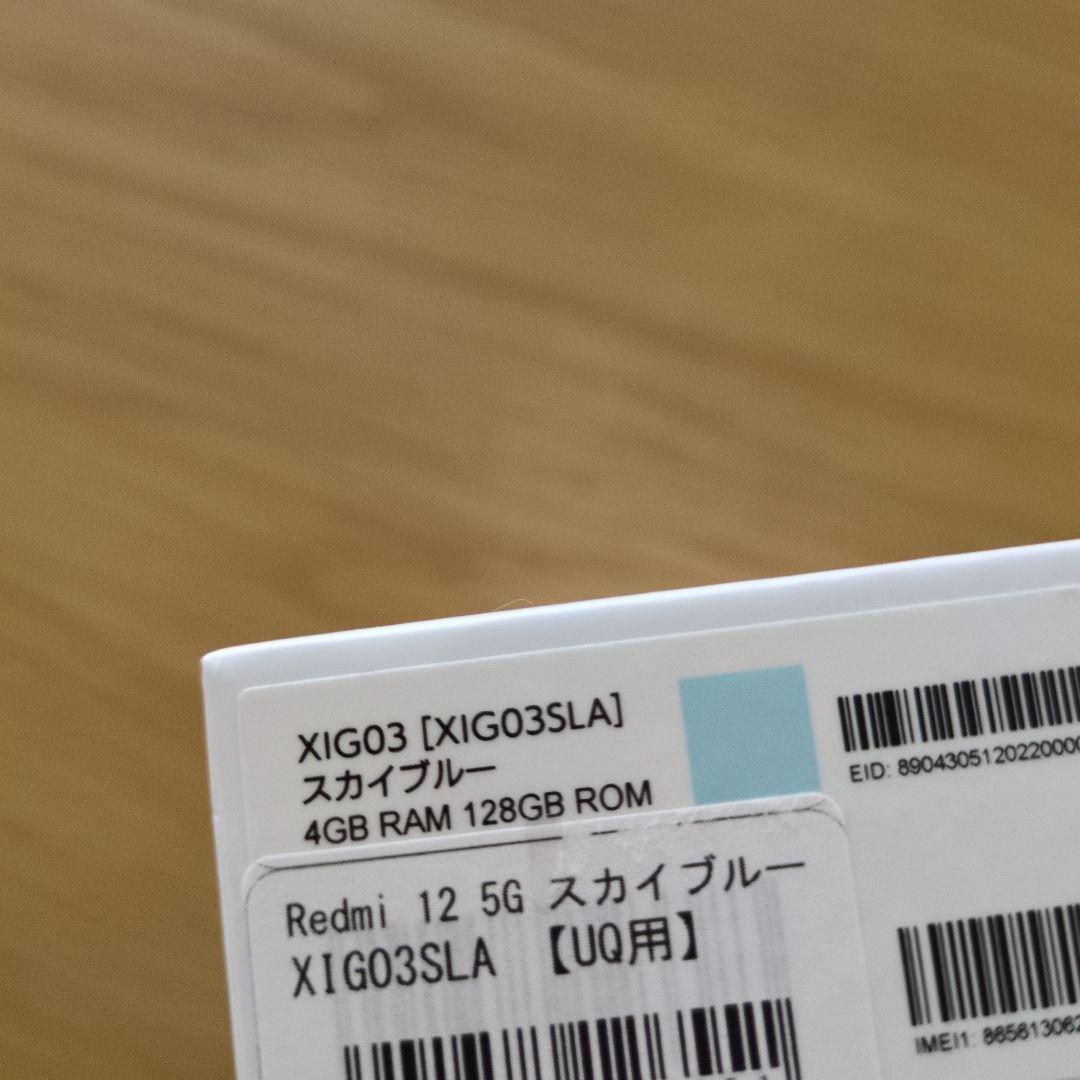 XIG03 [XIG03SLA]
スカイブルー
4GB RAM 128GB ROM
EID: 8904305120220000
Redmi 12 5G スカイブルー
XIG03SLA 【UQ用】
IMEI1: 865613062